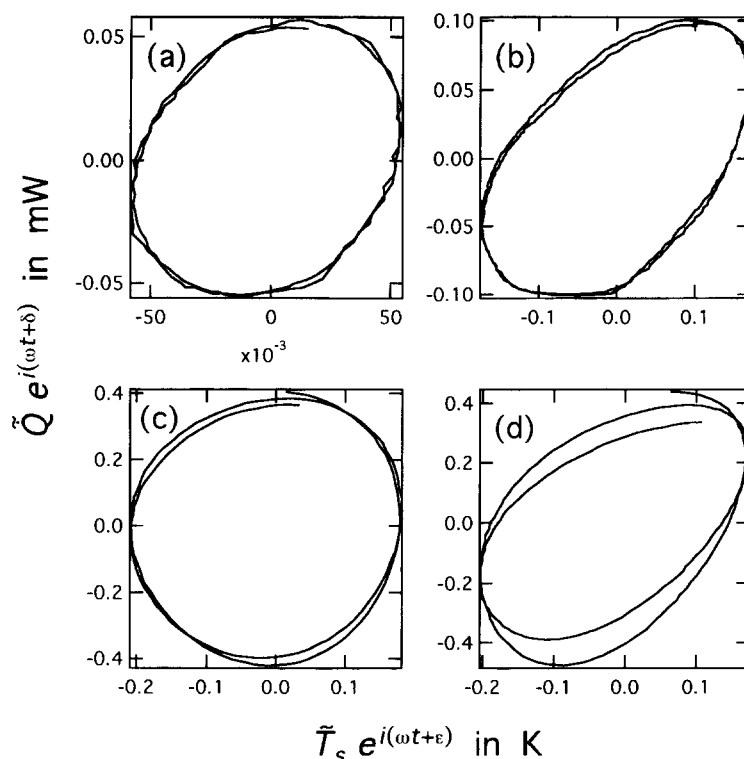 (a)
0.05
0.00
-0.05
-50 0 50
x10⁻³
(b)
0.10
0.05
0.00
-0.05
-0.10
-0.1 0.0 0.1
(c)
0.4
0.2
0.0
-0.2
-0.4
-0.2 -0.1 0.0 0.1
(d)
0.4
0.2
0.0
-0.2
-0.4
-0.2 -0.1 0.0 0.1
Q̃ e^{i(ωt+δ)} in mW
T̃ₛ e^{i(ωt+ε)} in K